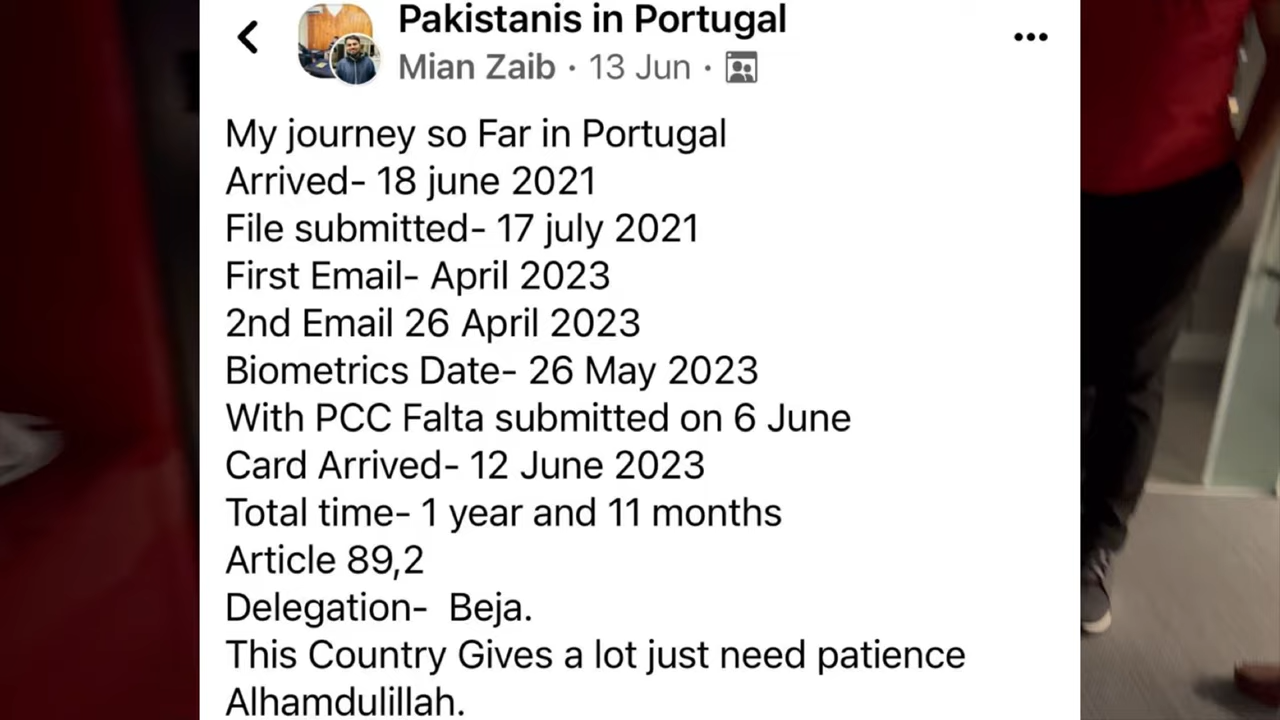 Pakistanis in Portugal
Mian Zaib · 13 Jun ·
My journey so Far in Portugal
Arrived- 18 june 2021
File submitted- 17 july 2021
First Email- April 2023
2nd Email 26 April 2023
Biometrics Date- 26 May 2023
With PCC Falta submitted on 6 June
Card Arrived- 12 June 2023
Total time- 1 year and 11 months
Article 89,2
Delegation-  Beja.
This Country Gives a lot just need patience
Alhamdulillah.